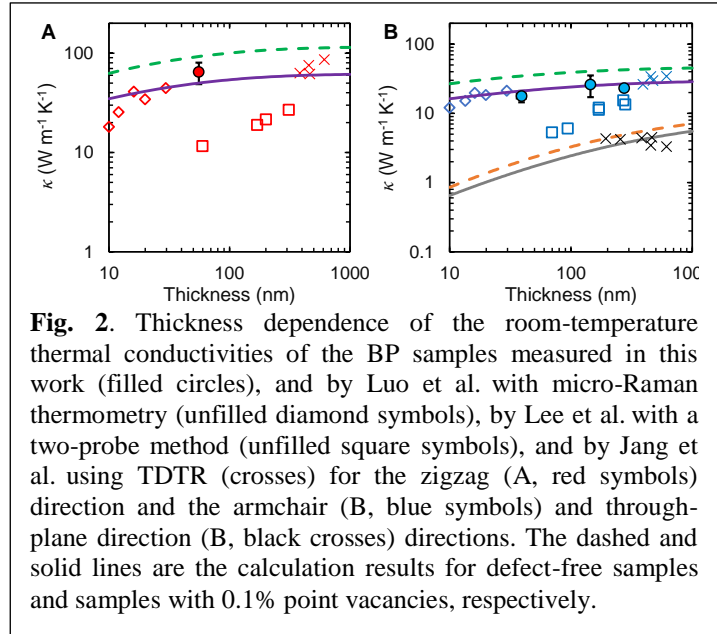 A
B
100
10
1
κ (W m⁻¹ K⁻¹)
10 100 1000
Thickness (nm)
100
10
1
0.1
κ (W m⁻¹ K⁻¹)
10 100 100
Thickness (nm)
Fig. 2. Thickness dependence of the room-temperature
thermal conductivities of the BP samples measured in this
work (filled circles), and by Luo et al. with micro-Raman
thermometry (unfilled diamond symbols), by Lee et al. with a
two-probe method (unfilled square symbols), and by Jang et
al. using TDTR (crosses) for the zigzag (A, red symbols)
direction and the armchair (B, blue symbols) and through-
plane direction (B, black crosses) directions. The dashed and
solid lines are the calculation results for defect-free samples
and samples with 0.1% point vacancies, respectively.